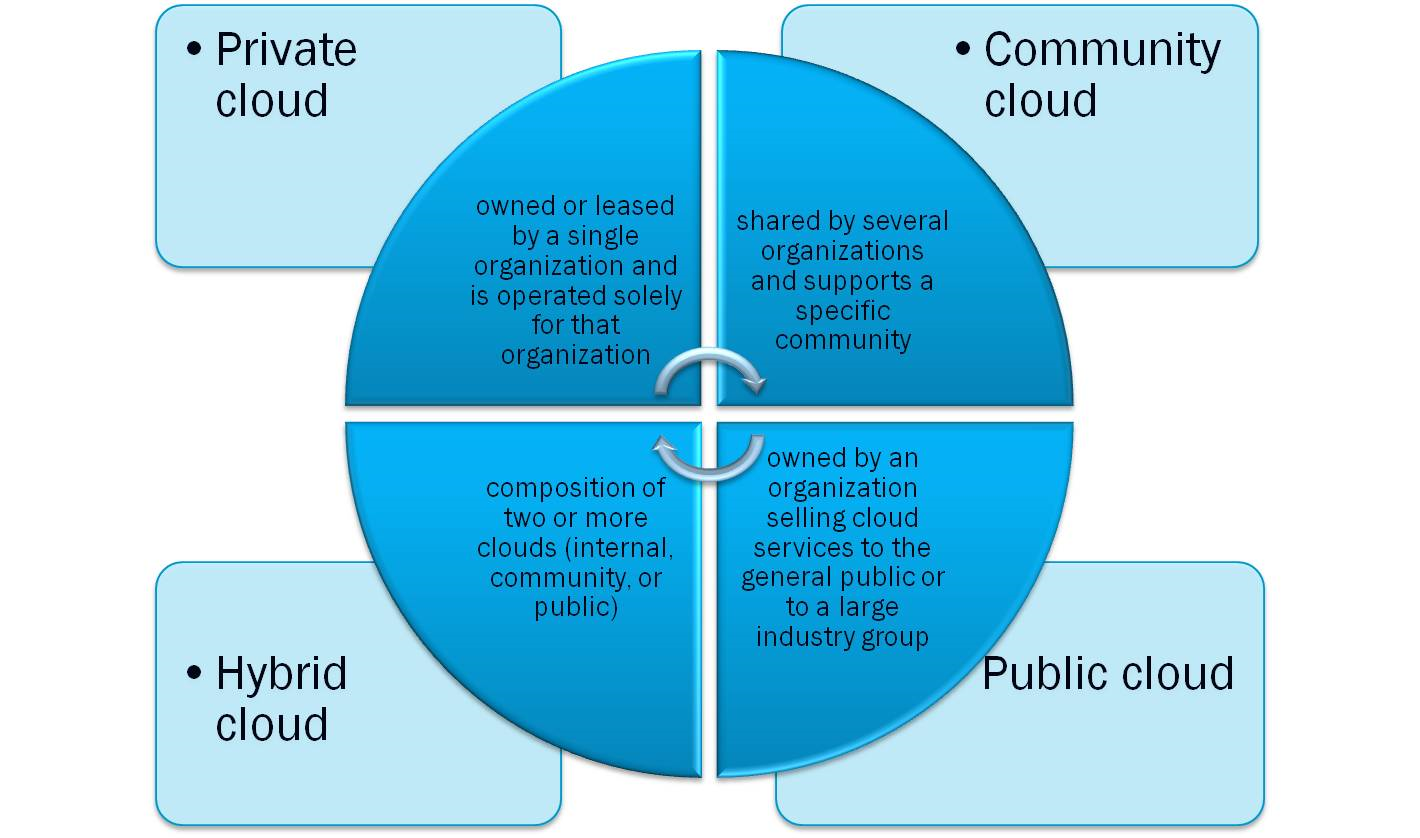 • Private
cloud
• Community
cloud
owned or leased
by a single
organization and
is operated solely
for that
organization
shared by several
organizations
and supports a
specific
community
composition of
two or more
clouds (internal,
community, or
public)
owned by an
organization
selling cloud
services to the
general public or
to a large
industry group
• Hybrid
cloud
Public cloud